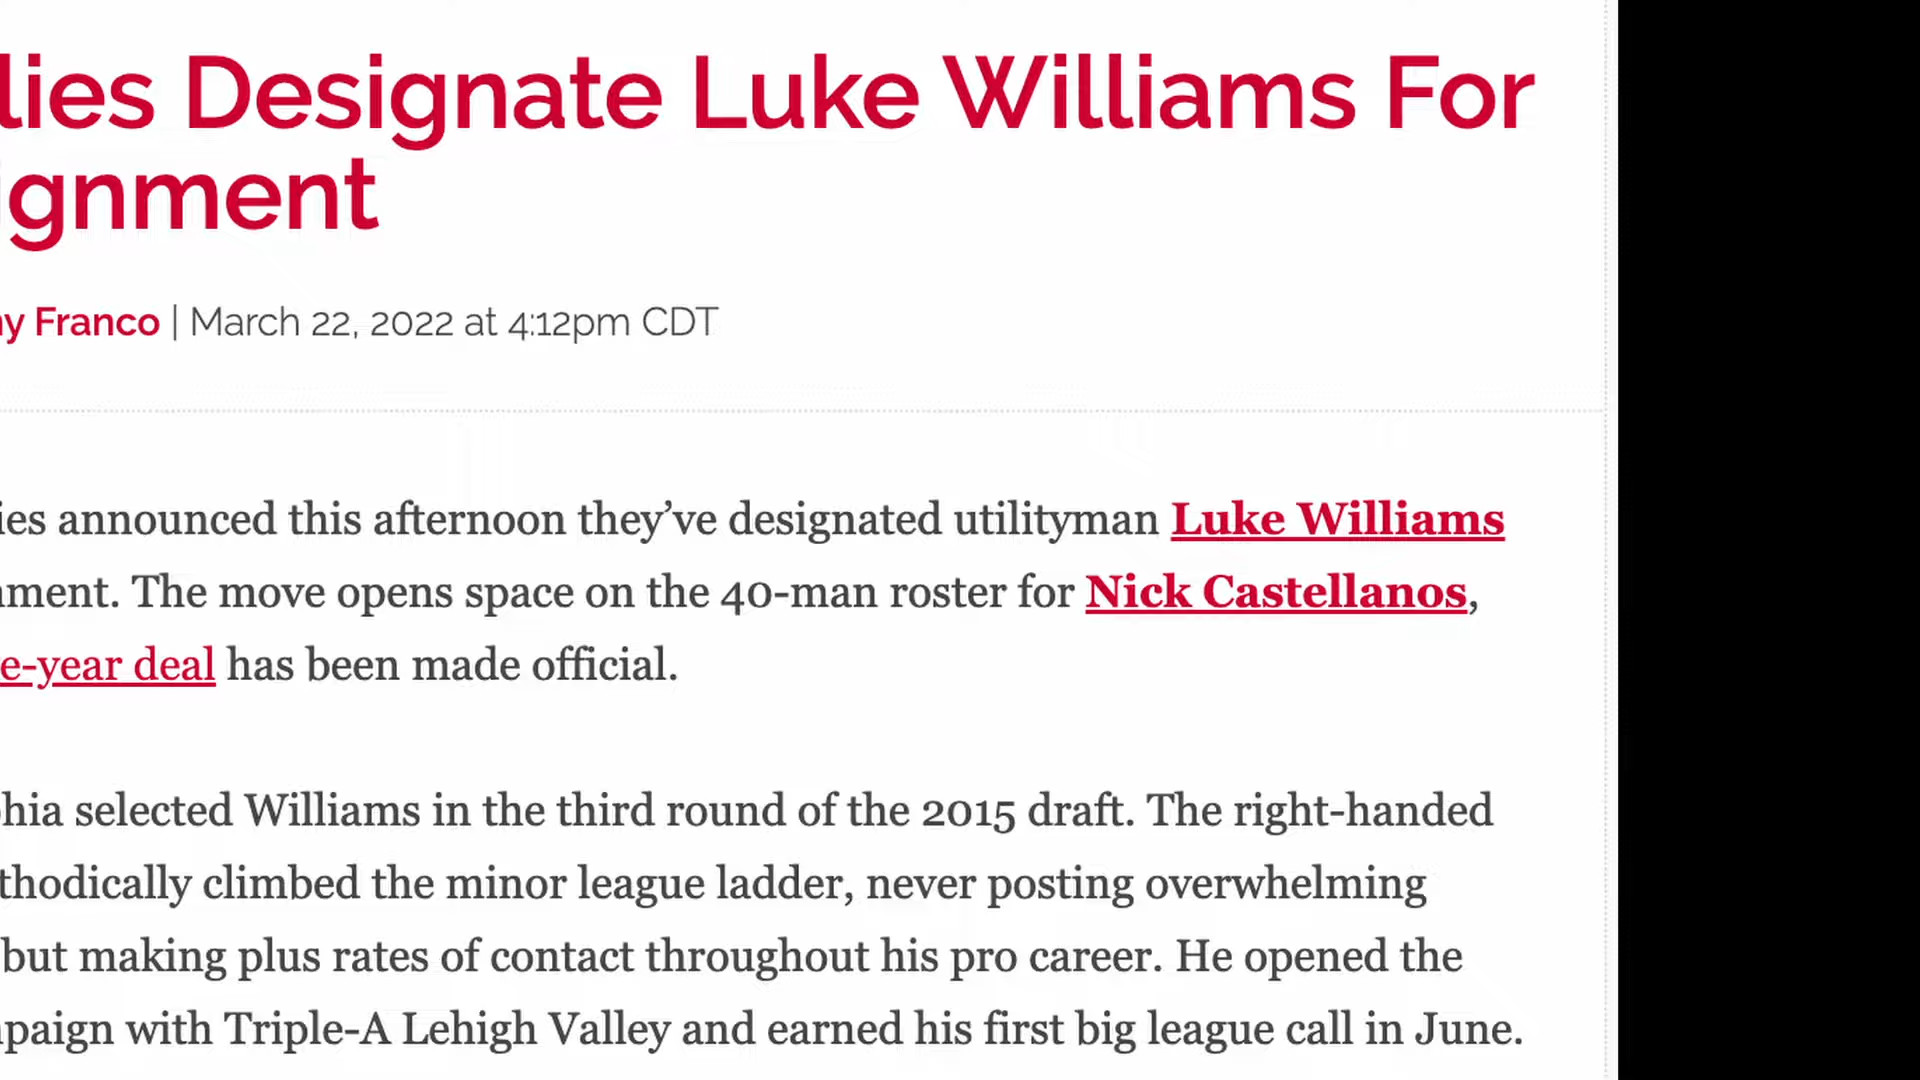 lies Designate Luke Williams For
ignment
ny Franco | March 22, 2022 at 4:12pm CDT
ies announced this afternoon they've designated utilityman Luke Williams
nment. The move opens space on the 40-man roster for Nick Castellanos,
e-year deal has been made official.
phia selected Williams in the third round of the 2015 draft. The right-handed
thodically climbed the minor league ladder, never posting overwhelming
but making plus rates of contact throughout his pro career. He opened the
mpaign with Triple-A Lehigh Valley and earned his first big league call in June.